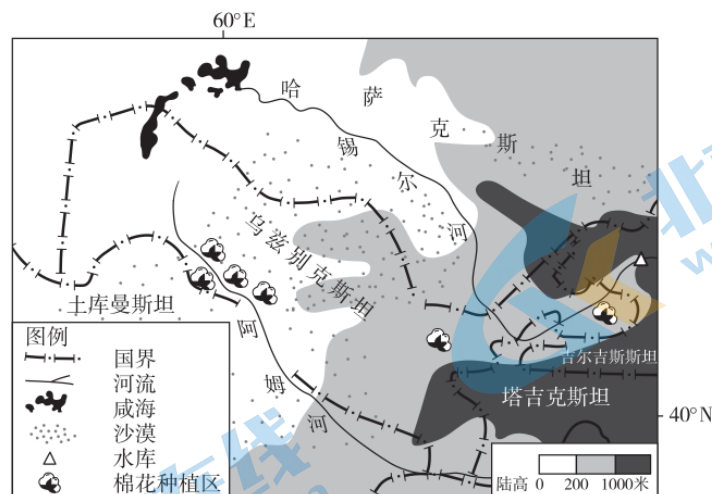 60°E
哈萨克斯坦
锡尔河
乌兹别克斯坦
土库曼斯坦
阿姆河
吉尔吉斯斯坦
塔吉克斯坦
40°N
图例
国界
河流
咸海
沙漠
水库
棉花种植区
陆高 0 200 1000米